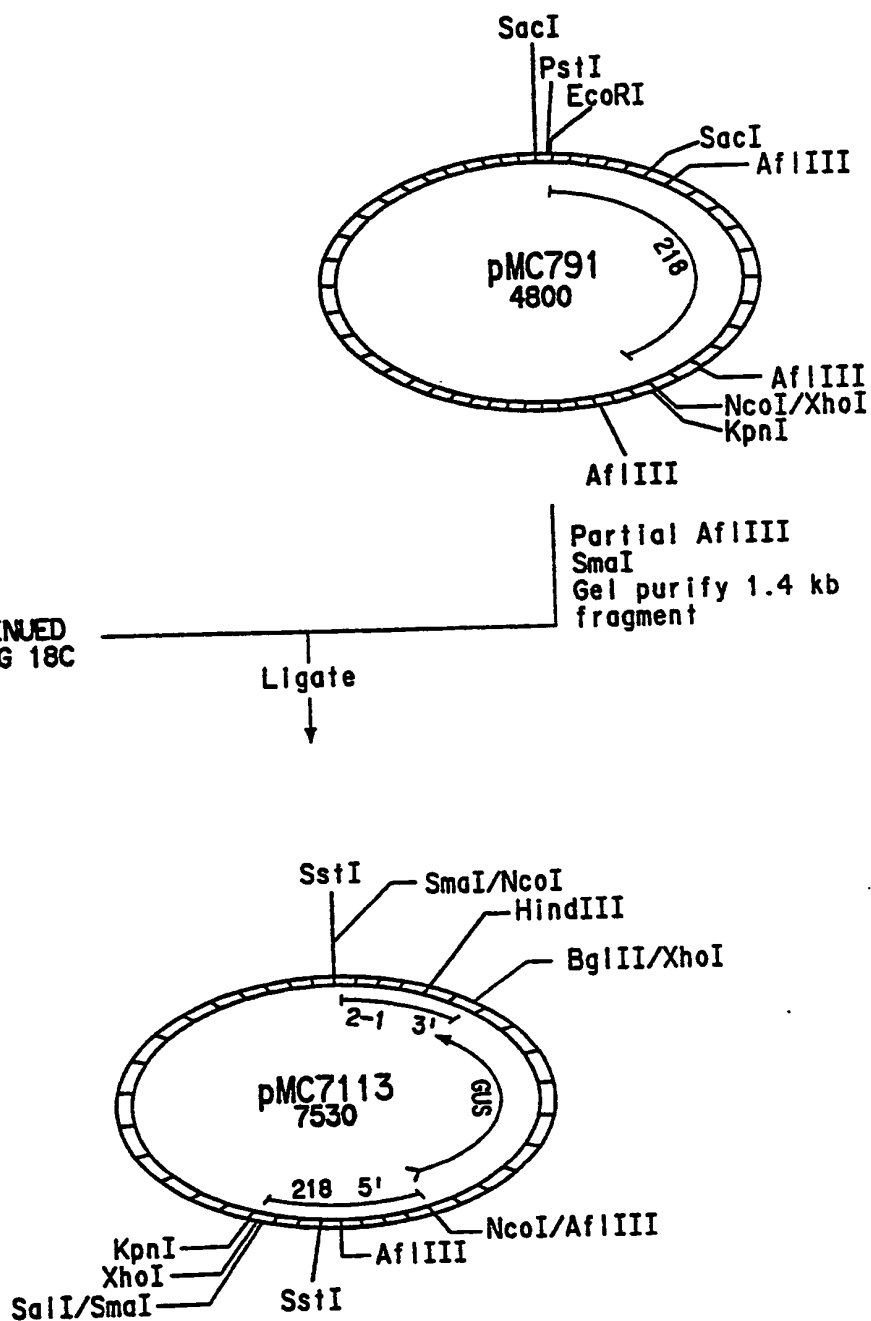 SacI
PstI
EcoRI
SacI
AflIII
218
pMC791
4800
AflIII
NcoI/XhoI
KpnI
AflIII
Partial AflIII
SmaI
Gel purify 1.4 kb
fragment
INUED
G 18C
Ligate
SstI
SmaI/NcoI
HindIII
BglII/XhoI
2-1 3'
pMC7113
7530
GUS
218 5'
NcoI/AflIII
KpnI
AflIII
XhoI
SstI
SalI/SmaI